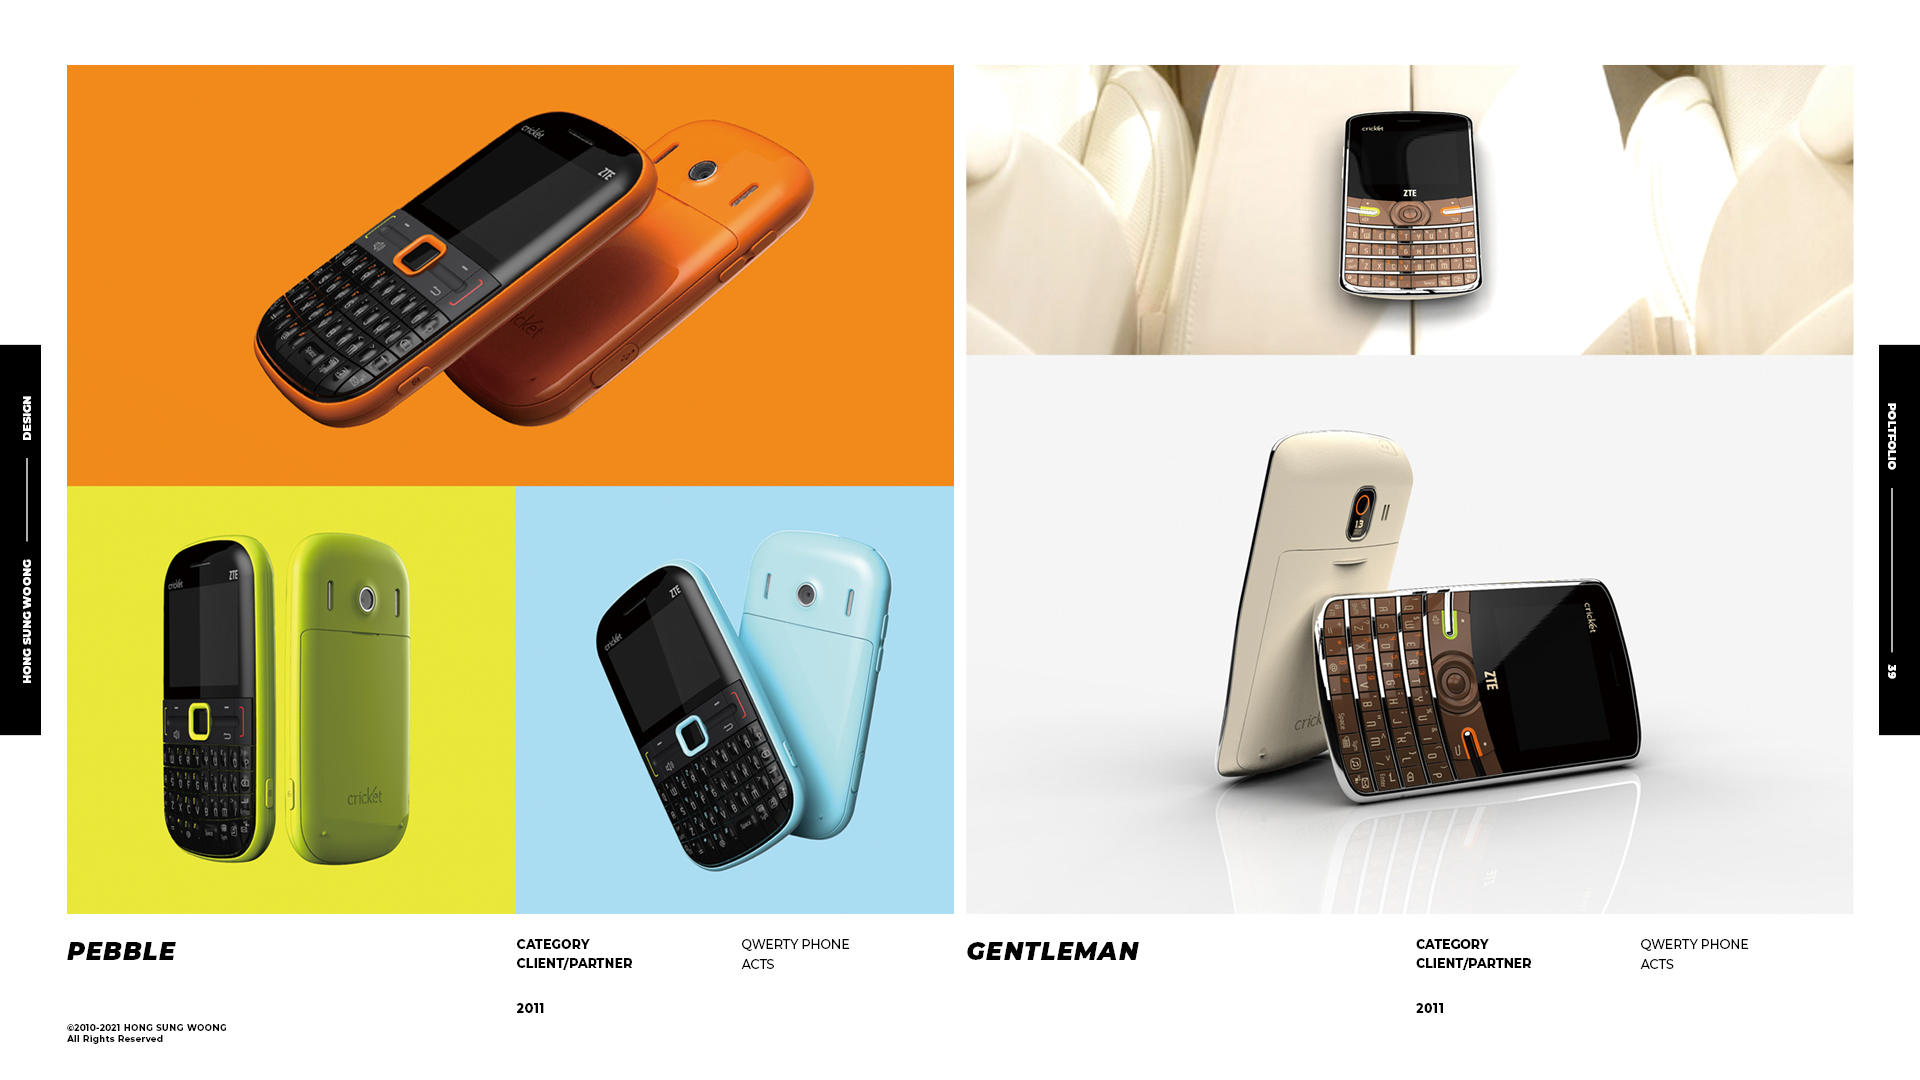 DESIGN
HONG SUNG WOONG
cricket
ZTE
cricket
cricket
ZTE
cricket
cricket
ZTE
cricket
ZTE
13
cricket
ZTE
POLTFOLIO
39
PEBBLE
CATEGORY
QWERTY PHONE
CLIENT/PARTNER
ACTS
2011
GENTLEMAN
CATEGORY
QWERTY PHONE
CLIENT/PARTNER
ACTS
2011
©2010-2021 HONG SUNG WOONG
All Rights Reserved